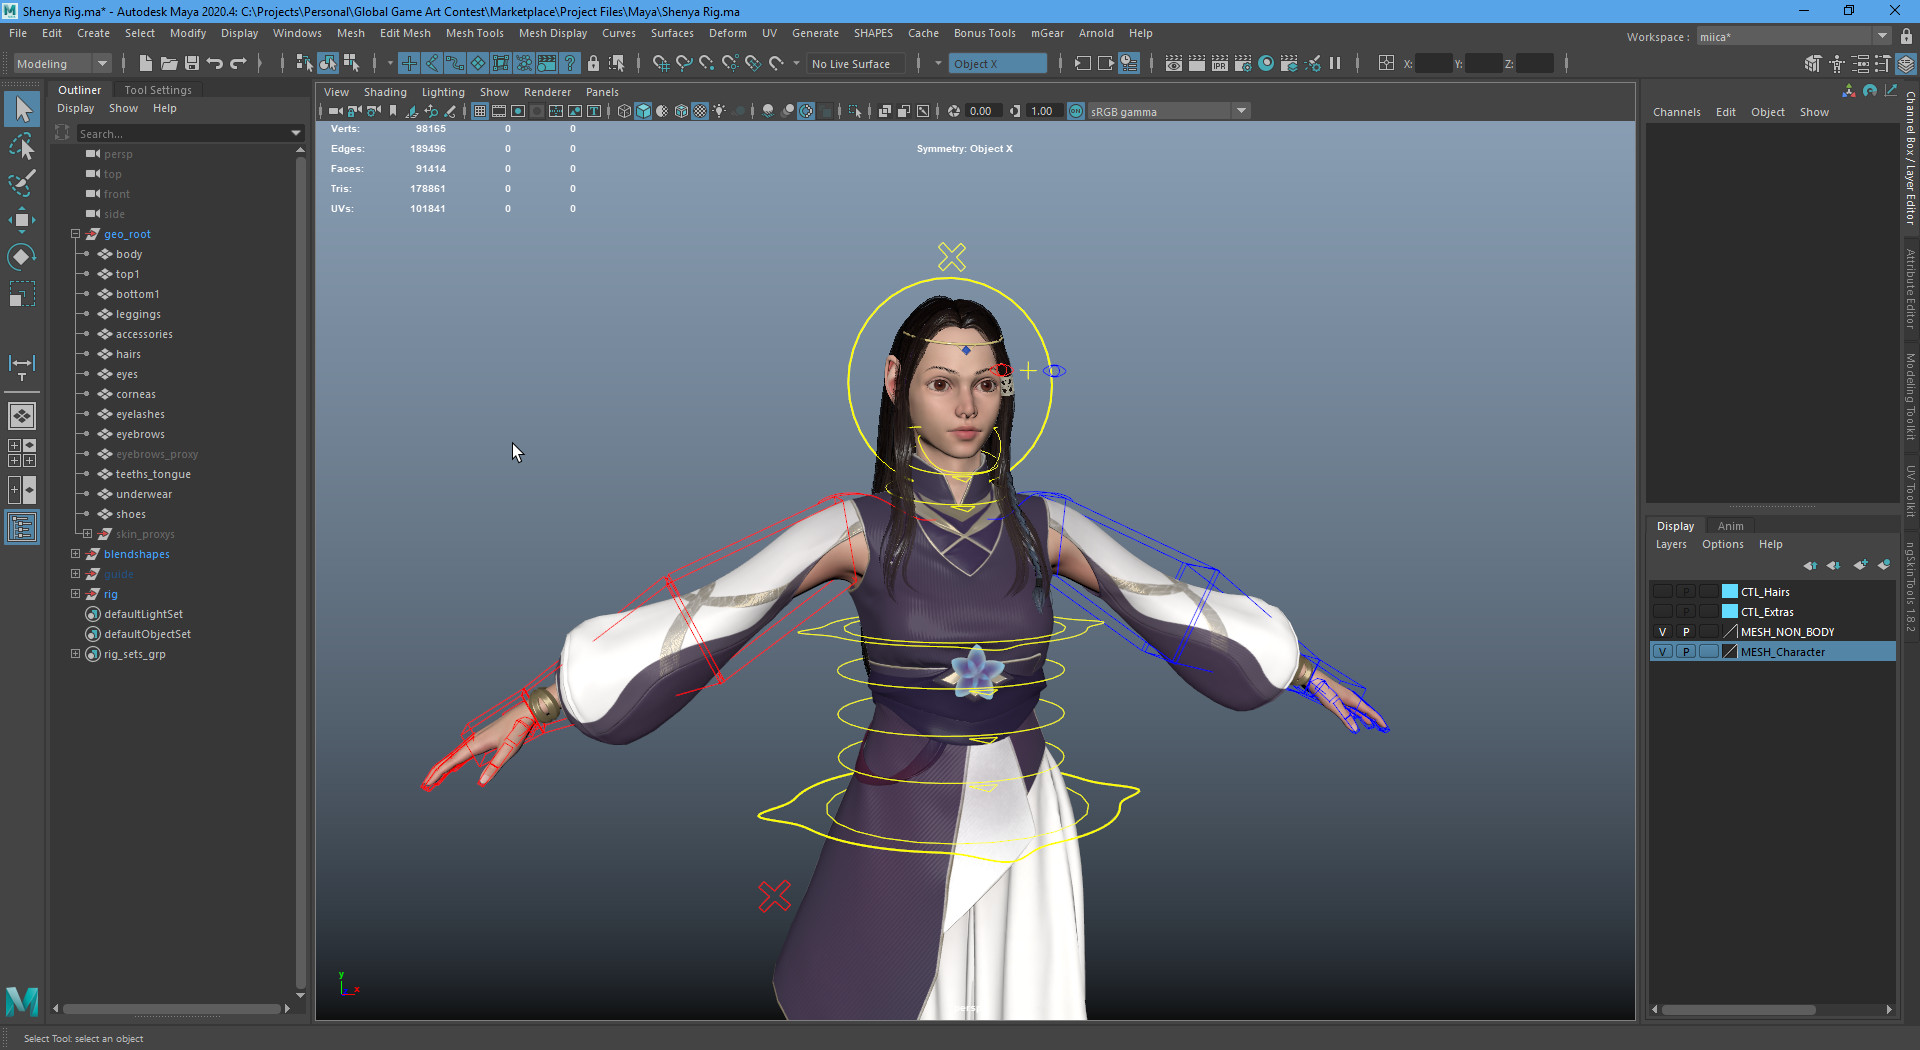 Shenya Rig.ma* - Autodesk Maya 2020.4: C:\Projects\Personal\Global Game Art Contest\Marketplace\Project Files\Maya\Shenya Rig.ma
File Edit Create Select Modify Display Windows Mesh Edit Mesh Mesh Tools Mesh Display Curves Surfaces Deform UV Generate SHAPES Cache Bonus Tools mGear Arnold Help
Workspace : miica*
Modeling
No Live Surface
Object X
X: Y: Z:
Outliner Tool Settings
Display Show Help
Search...
persp
top
front
side
geo_root
body
top1
bottom1
leggings
accessories
hairs
eyes
corneas
eyelashes
eyebrows
eyebrows_proxy
teeths_tongue
underwear
shoes
skin_proxys
blendshapes
guide
rig
defaultLightSet
defaultObjectSet
rig_sets_grp
View Shading Lighting Show Renderer Panels
0.00 1.00 sRGB gamma
Verts: 98165 0 0
Edges: 189496 0 0
Faces: 91414 0 0
Tris: 178861 0 0
UVs: 101841 0 0
Symmetry: Object X
y
x
Channels Edit Object Show
Display Anim
Layers Options Help
P CTL_Hairs
P CTL_Extras
V P MESH_NON_BODY
V P MESH_Character
Channel Box / Layer Editor
Attribute Editor
Modeling Toolkit
UV Toolkit
ngSkinTools 1.8.2
Select Tool: select an object